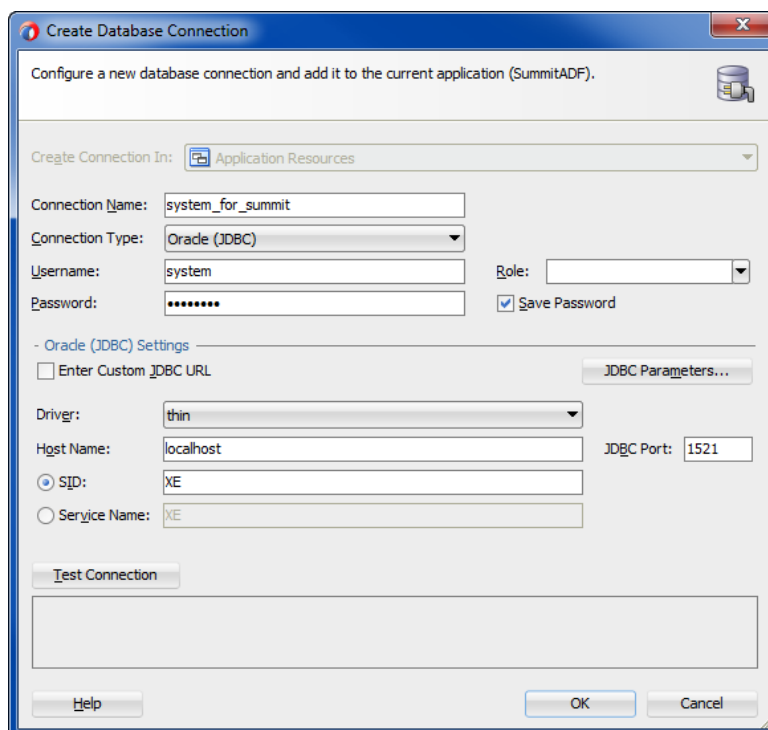 Create Database Connection
Configure a new database connection and add it to the current application (SummitADF).
Create Connection In: Application Resources
Connection Name: system_for_summit
Connection Type: Oracle (JDBC)
Username: system Role:
Password: •••••••• Save Password
- Oracle (JDBC) Settings
Enter Custom JDBC URL JDBC Parameters...
Driver: thin
Host Name: localhost JDBC Port: 1521
SID: XE
Service Name: XE
Test Connection
Help OK Cancel